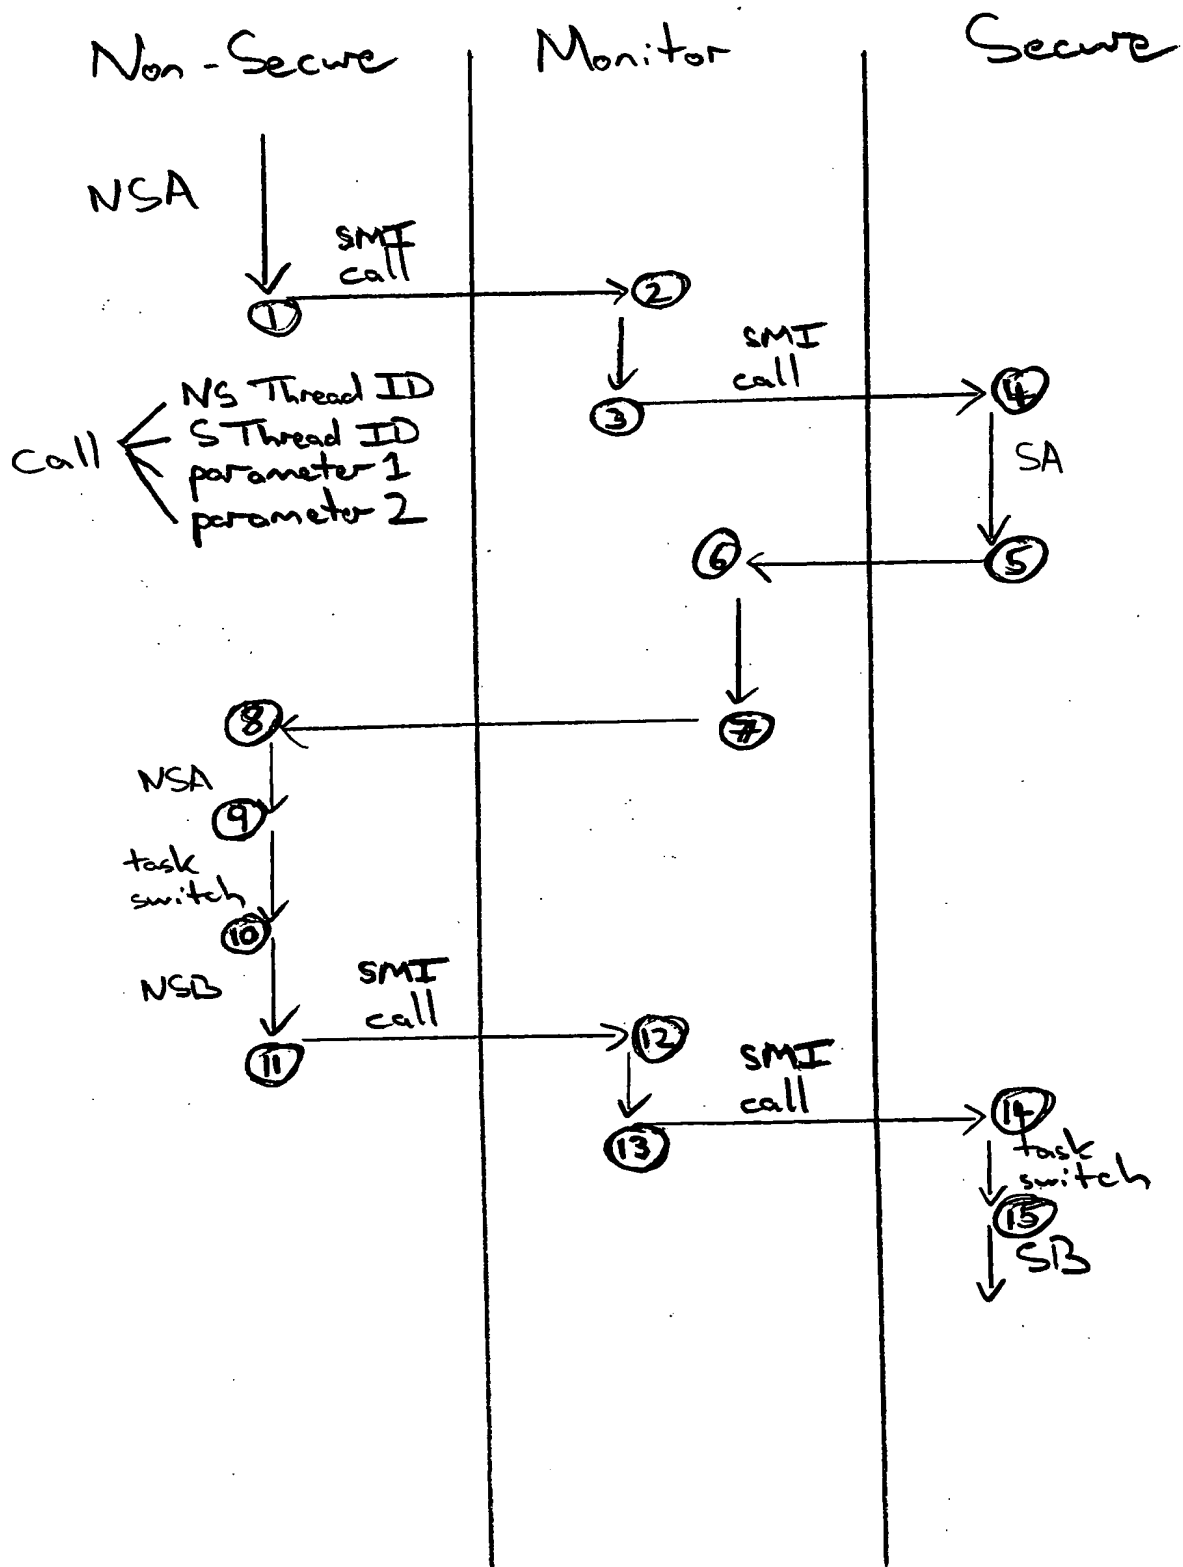 Non-Secure
Monitor
Secure
NSA
SMI
call
1
2
SMI
call
3
4
call
NS Thread ID
S Thread ID
parameter 1
parameter 2
SA
6
5
8
7
NSA
9
task
switch
10
NSB
SMI
call
11
12
SMI
call
13
14
task
switch
15
SB